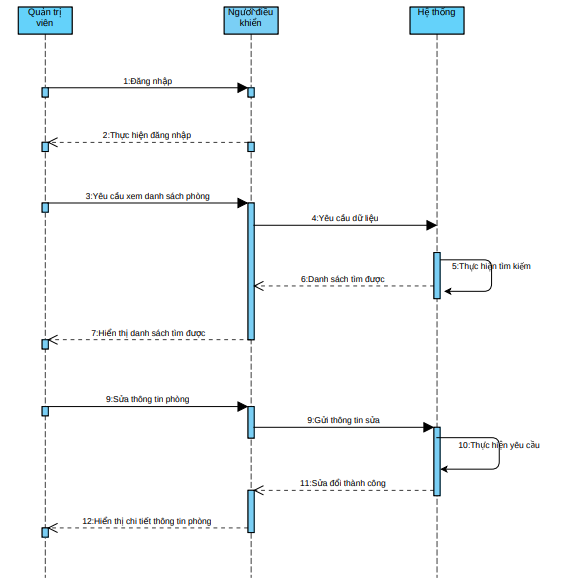 Quản trị
viên
Người điều
khiển
Hệ thống
1:Đăng nhập
2:Thực hiện đăng nhập
3:Yêu cầu xem danh sách phòng
4:Yêu cầu dữ liệu
5:Thực hiện tìm kiếm
6:Danh sách tìm được
7:Hiển thị danh sách tìm được
9:Sửa thông tin phòng
9:Gửi thông tin sửa
10:Thực hiện yêu cầu
11:Sửa đổi thành công
12:Hiển thị chi tiết thông tin phòng